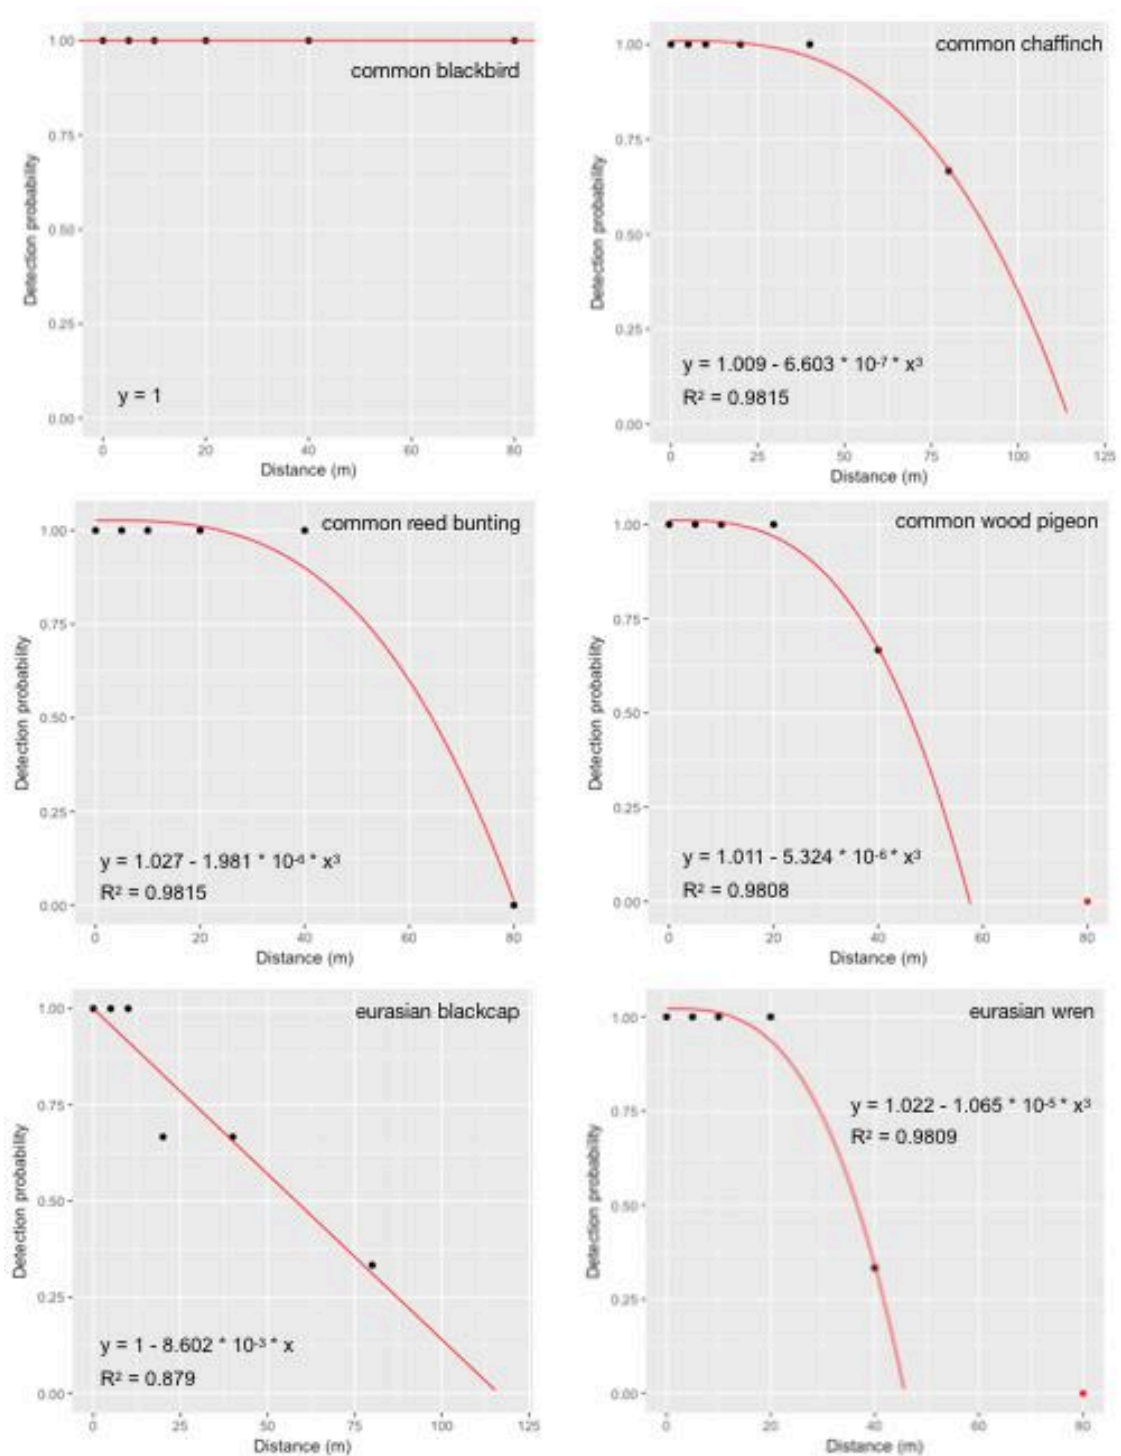 1.00
common blackbird
0.75
Detection probability
0.50
0.25
y = 1
0.00
0 20 40 60 80
Distance (m)
1.00
common chaffinch
0.75
Detection probability
0.50
0.25
y = 1.009 - 6.603 * 10-7 * x3
R2 = 0.9815
0.00
0 25 50 75 100 125
Distance (m)
1.00
common reed bunting
0.75
Detection probability
0.50
0.25
y = 1.027 - 1.981 * 10-6 * x3
R2 = 0.9815
0.00
0 20 40 60 80
Distance (m)
1.00
common wood pigeon
0.75
Detection probability
0.50
0.25
y = 1.011 - 5.324 * 10-6 * x3
R2 = 0.9808
0.00
0 20 40 60 80
Distance (m)
1.00
eurasian blackcap
0.75
Detection probability
0.50
0.25
y = 1 - 8.602 * 10-3 * x
R2 = 0.879
0.00
0 25 50 75 100 125
Distance (m)
1.00
eurasian wren
0.75
y = 1.022 - 1.065 * 10-5 * x3
R2 = 0.9809
Detection probability
0.50
0.25
0.00
0 20 40 60 80
Distance (m)